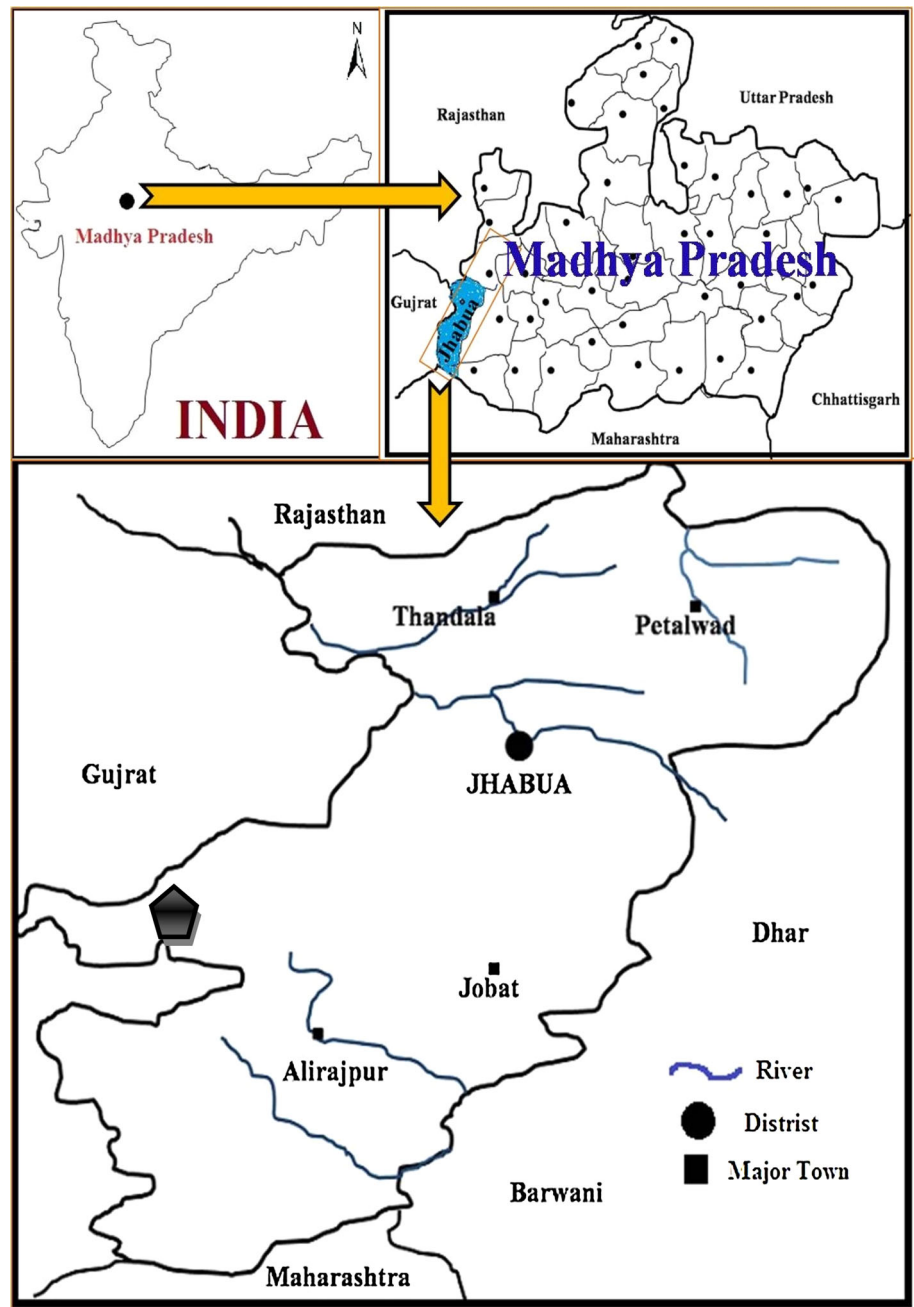 N
Madhya Pradesh
INDIA
Rajasthan
Uttar Pradesh
Madhya Pradesh
Gujrat
Jhabua
Chhattisgarh
Maharashtra
Rajasthan
Thandala
Petalwad
Gujrat
JHABUA
Dhar
Jobat
Alirajpur
River
Distrist
Major Town
Barwani
Maharashtra